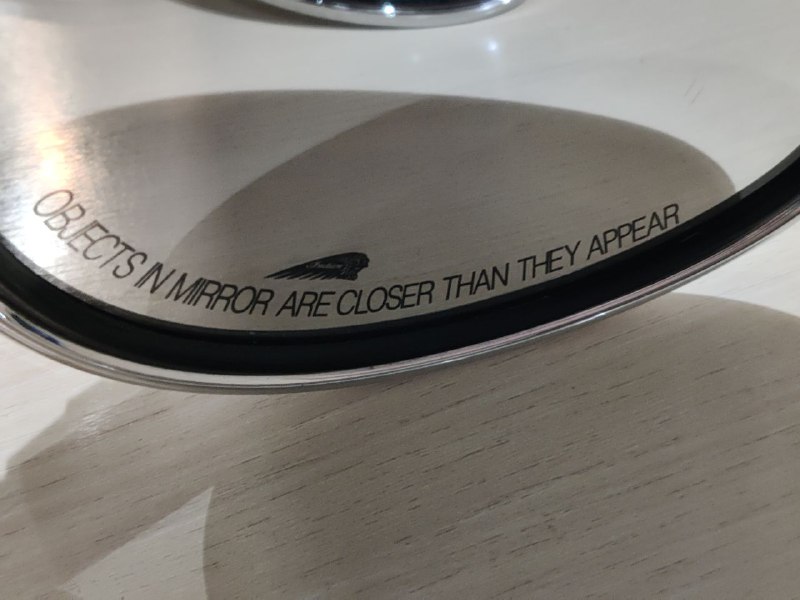 OBJECTS IN MIRROR ARE CLOSER THAN THEY APPEAR